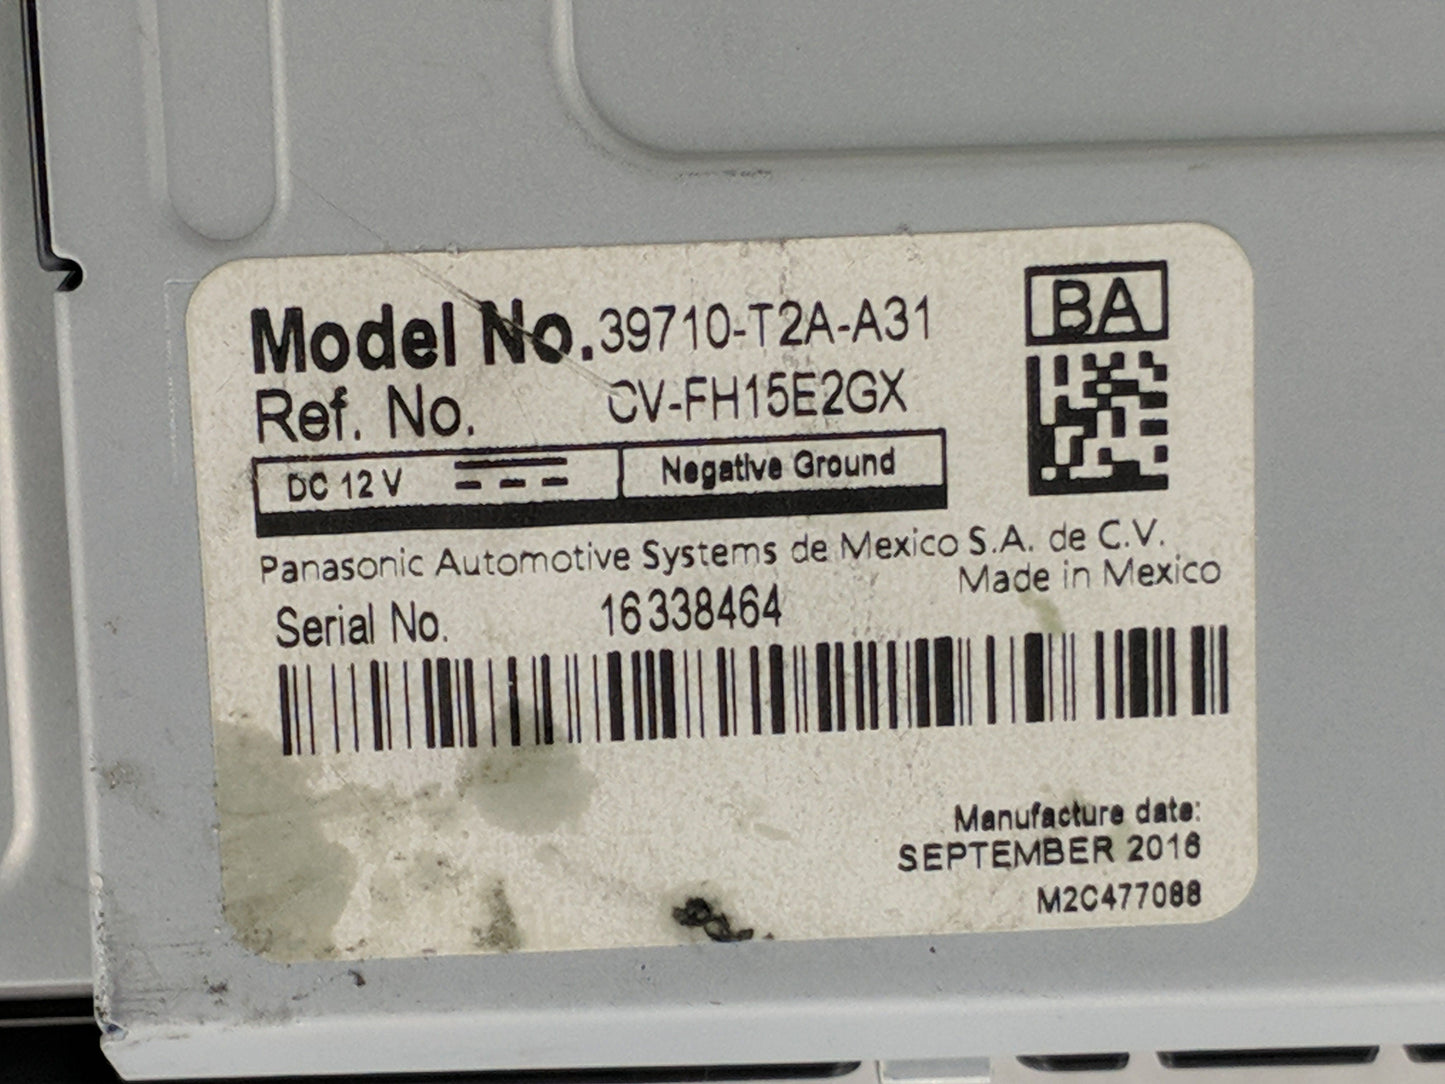 Model No. 39710-T2A-A31
BA
Ref. No. CV-FH15E2GX
DC 12 V Negative Ground
Panasonic Automotive Systems de Mexico S.A. de C.V.
Made in Mexico
Serial No. 16338464
Manufacture date:
SEPTEMBER 2016
M2C477088